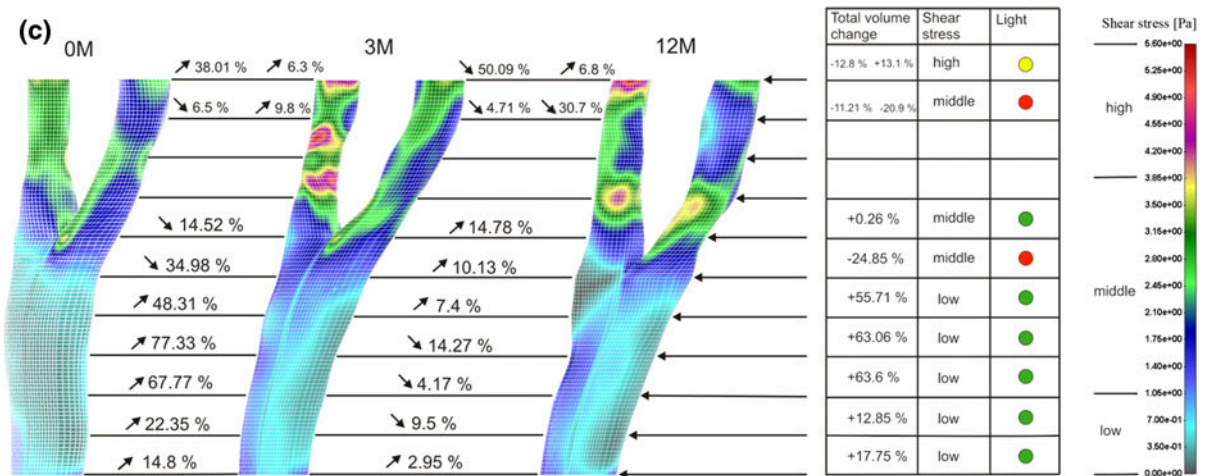 (c)
0M
3M
12M
↗ 38.01 % ↗ 6.3 %
↘ 50.09 % ↗ 6.8 %
↘ 6.5 % ↗ 9.8 %
↘ 4.71 % ↘ 30.7 %
↘ 14.52 %
↗ 14.78 %
↘ 34.98 %
↗ 10.13 %
↗ 48.31 %
↗ 7.4 %
↗ 77.33 %
↘ 14.27 %
↗ 67.77 %
↘ 4.17 %
↗ 22.35 %
↘ 9.5 %
↗ 14.8 %
↗ 2.95 %
Total volume
change
Shear
stress
Light
-12.8 % +13.1 % high
-11.21 % -20.9 % middle
+0.26 % middle
-24.85 % middle
+55.71 % low
+63.06 % low
+63.6 % low
+12.85 % low
+17.75 % low
Shear stress [Pa]
high
middle
low
5.60e+00
5.25e+00
4.90e+00
4.55e+00
4.20e+00
3.85e+00
3.50e+00
3.15e+00
2.80e+00
2.45e+00
2.10e+00
1.75e+00
1.40e+00
1.05e+00
7.00e-01
3.50e-01
0.00e+00